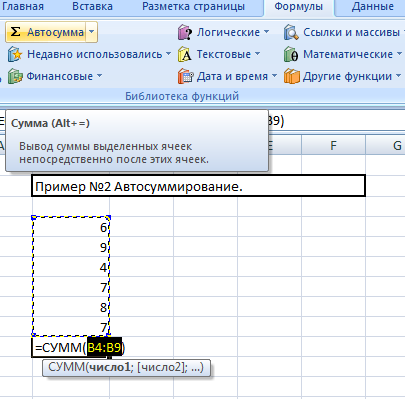 Главная Вставка Разметка страницы Формулы Данные
Σ Автосумма Логические Ссылки и массивы
Недавно использовались Текстовые Математические
Финансовые Дата и время Другие функции
Библиотека функций
Сумма (Alt+=)
Вывод суммы выделенных ячеек
непосредственно после этих ячеек.
B9)
F G
Пример №2 Автосуммирование.
6
9
4
7
8
7
=СУММ(B4:B9)
СУММ(число1; [число2]; ...)